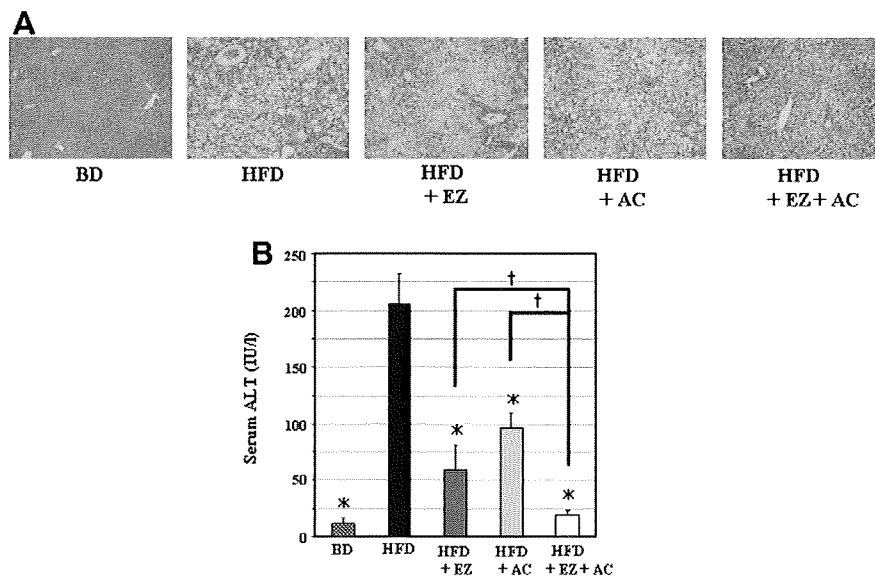 A
BD
HFD
HFD
+ EZ
HFD
+ AC
HFD
+ EZ + AC
B
Serum ALT (IU/l)
250
200
150
100
50
0
†
†
*
*
*
*
BD
HFD
HFD
+ EZ
HFD
+ AC
HFD
+ EZ + AC